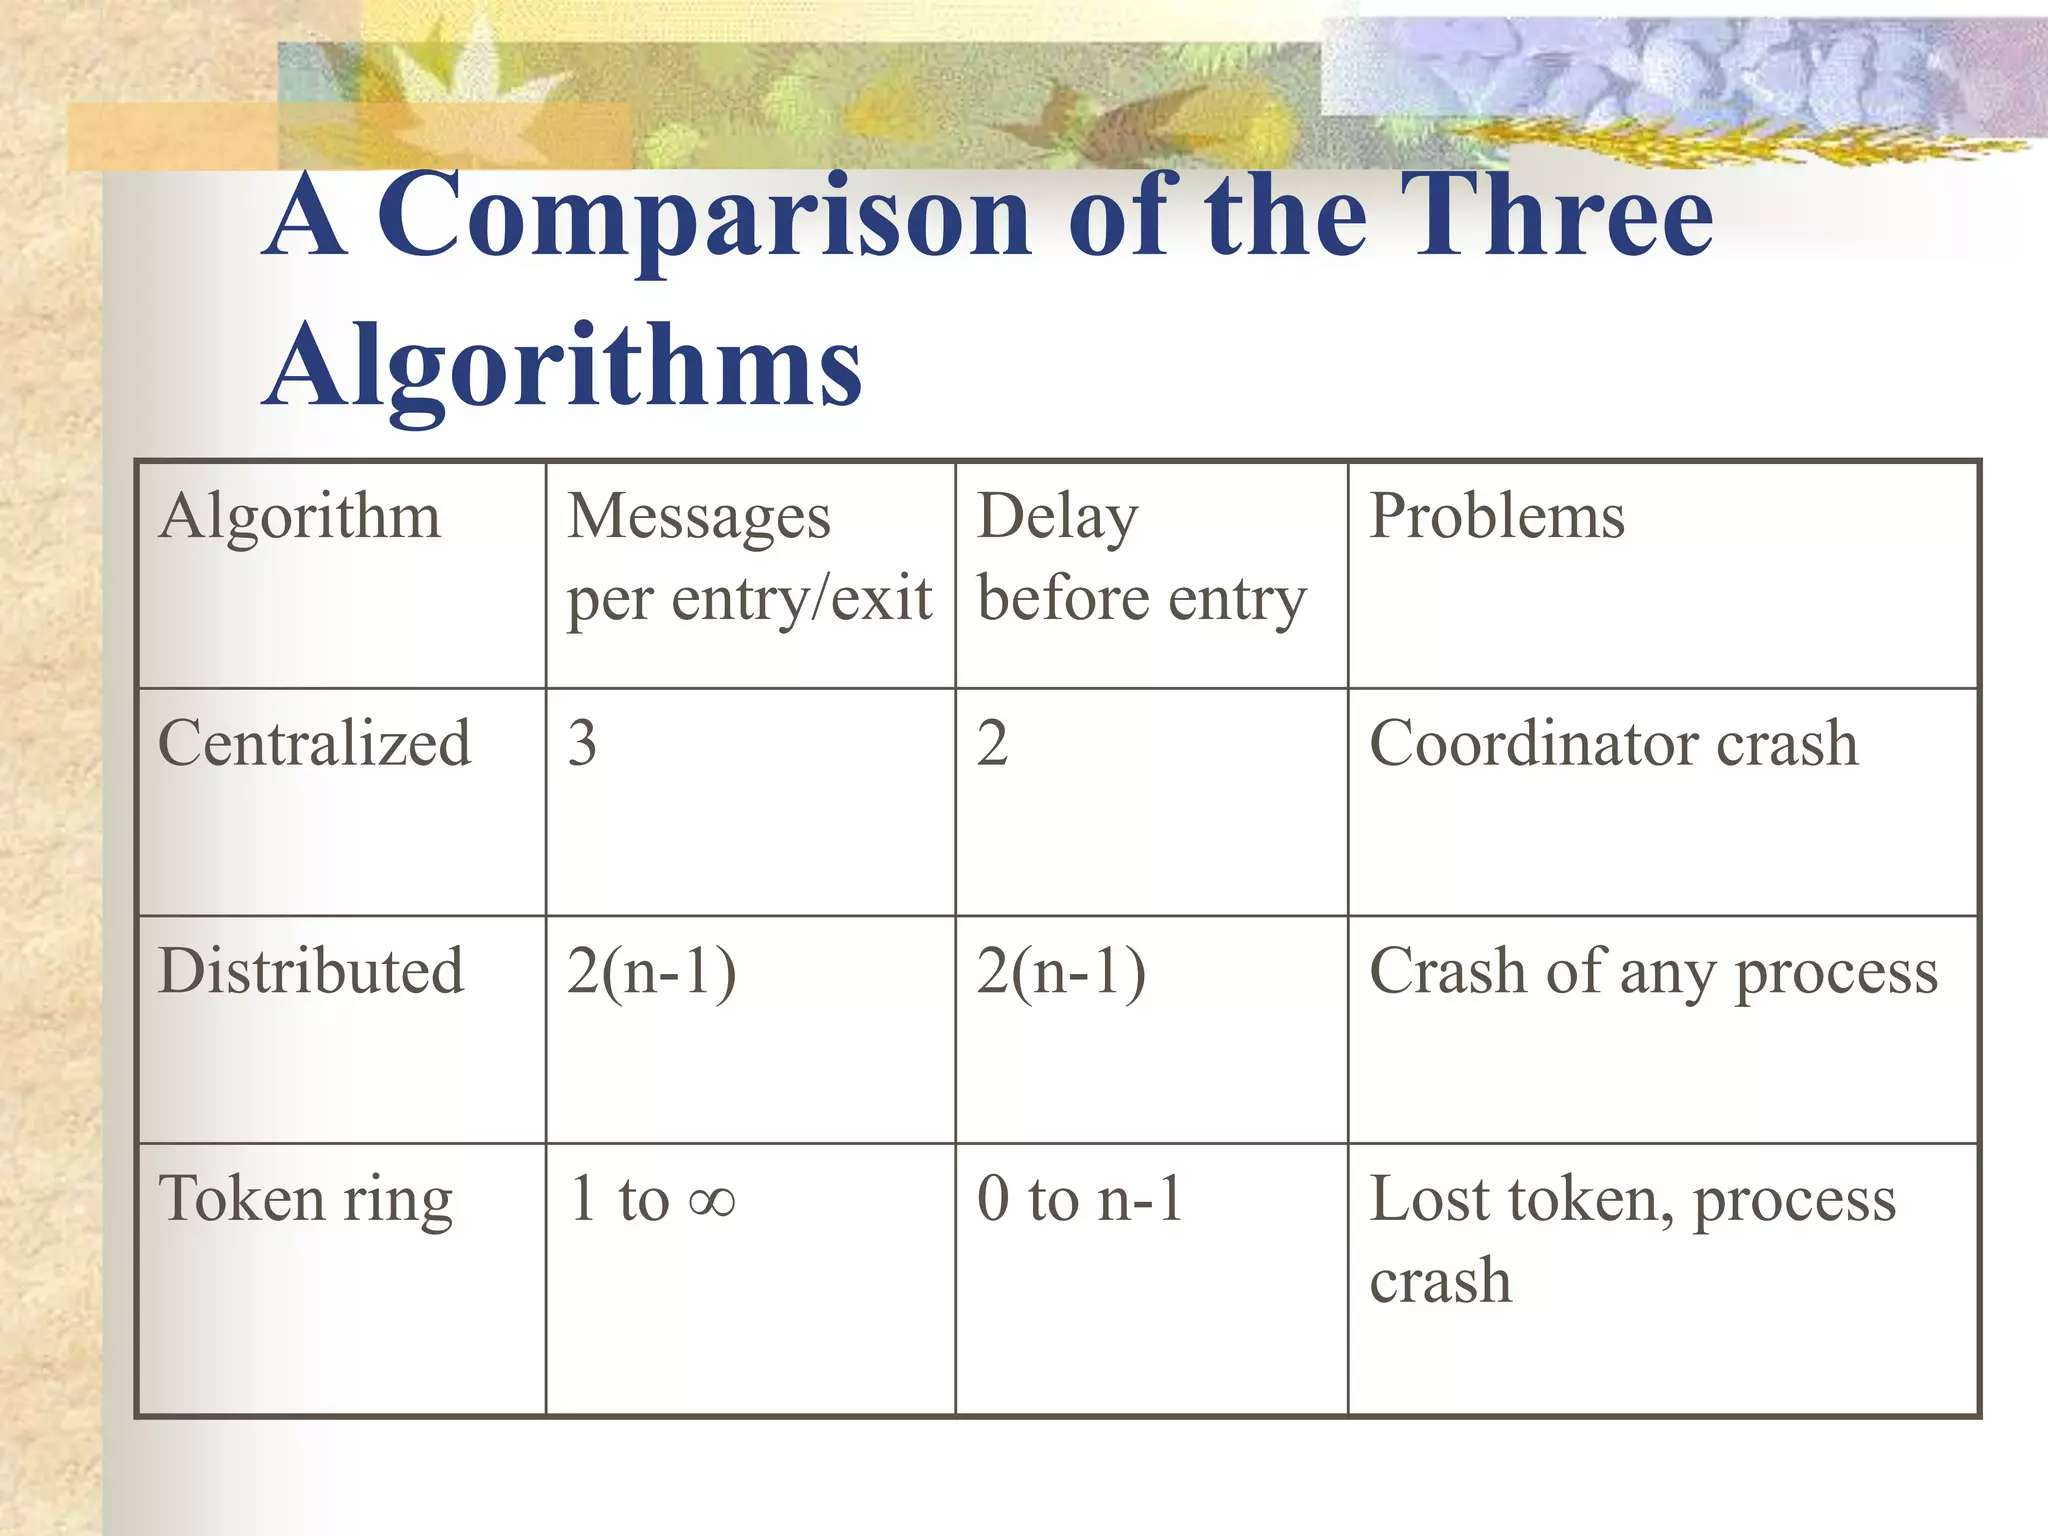 A Comparison of the Three
Algorithms
Algorithm
Messages
per entry/exit
Delay
before entry
Problems
Centralized
3
2
Coordinator crash
Distributed
2(n-1)
2(n-1)
Crash of any process
Token ring
1 to ∞
0 to n-1
Lost token, process
crash